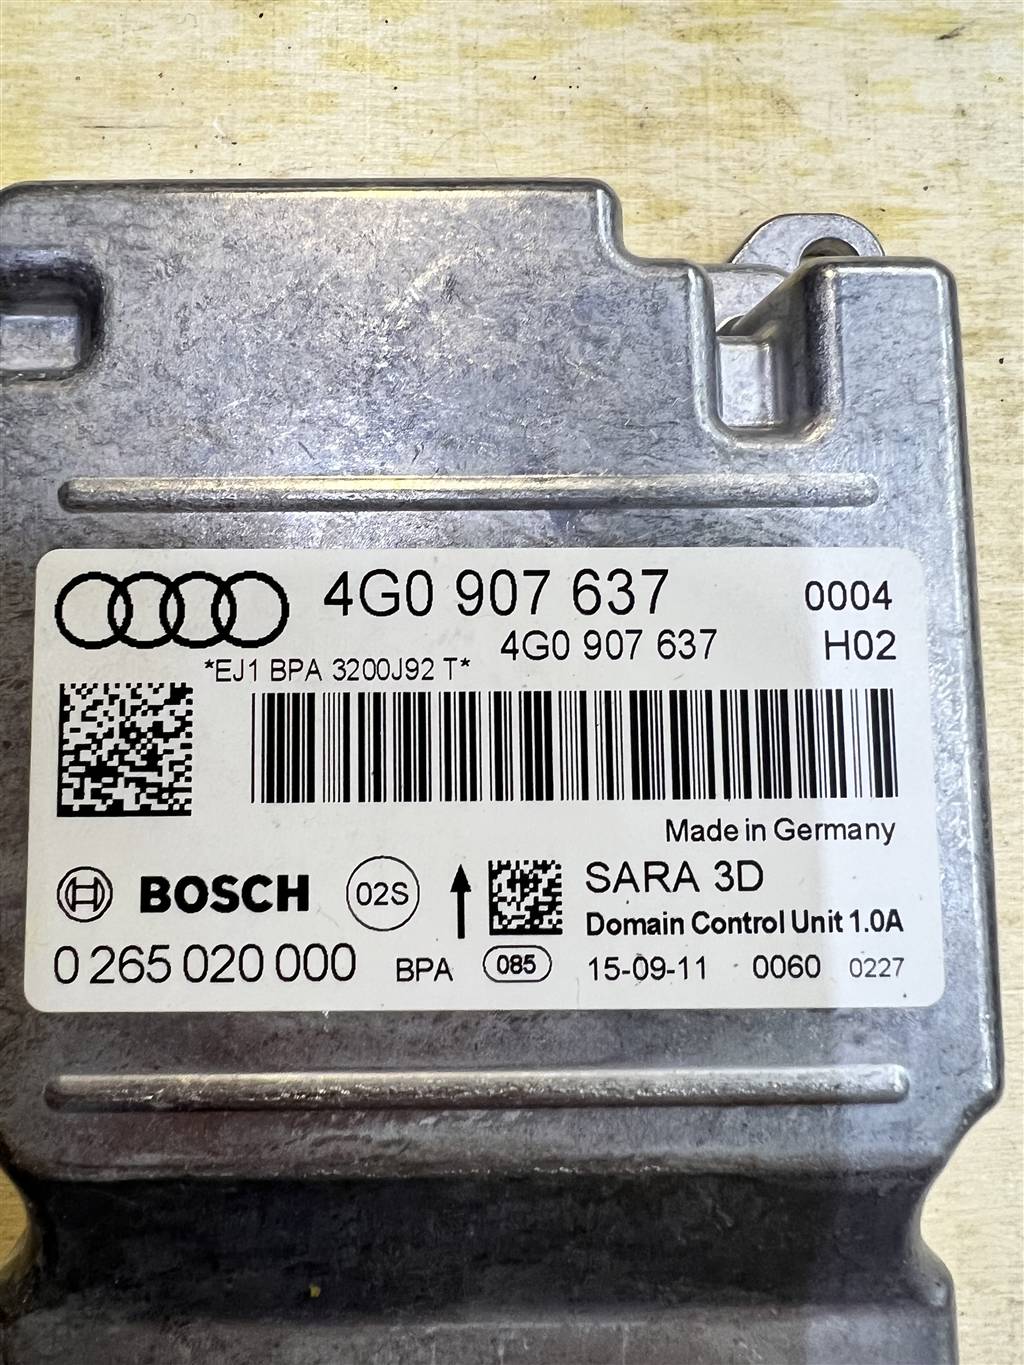 4G0 907 637 0004
4G0 907 637 H02
*EJ1 BPA 3200J92 T*
Made in Germany
BOSCH 02S SARA 3D
Domain Control Unit 1.0A
0 265 020 000 BPA 085 15-09-11 0060 0227